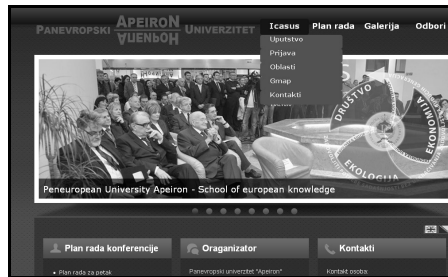 PANEVROPSKI APEIRON UNIVERZITET
АПЕИРОН
Icasus Plan rada Galerija Odbori
Uputstvo
Prijava
Oblasti
Gmap
Kontakti
DRUŠTVO
EKONOMIJA
EKOLOGIJA
Peneuropean University Apeiron - School of european knowledge
Plan rada konferencije Oraganizator Kontakti
Plan rada za petak Panevropski univerzitet "Apeiron" Kontakt osoba: